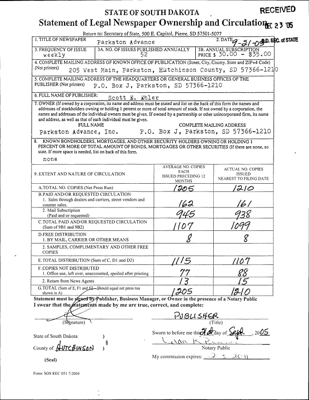 STATE OF SOUTH DAKOTA
RECEIVED
Statement of Legal Newspaper Ownership and Circulation
Return to: Secretary of State, 500 E. Capitol, Pierre, SD 57501-5077
1. TITLE OF NEWSPAPER
Parkston Advance
2. DATE
9-21-05
3. FREQUENCY OF ISSUE
weekly
3A. NO. OF ISSUES PUBLISHED ANNUALLY
52
3B. ANNUAL SUBSCRIPTION
PRICE $ 30.00 - $35.00
4. COMPLETE MAILING ADDRESS OF KNOWN OFFICE OF PUBLICATION (Street, City, County, State and ZIP+4 Code)
(Not printers)
205 West Main, Parkston, Hutchinson County, SD 57366-1210
5. COMPLETE MAILING ADDRESS OF THE HEADQUARTERS OR GENERAL BUSINESS OFFICES OF THE
PUBLISHER (Not printer)
P.O. Box J, Parkston, SD 57366-1210
6. FULL NAME OF PUBLISHER:
Scott E. Ehler
7. OWNER (If owned by a corporation, its name and address must be stated and list on the back of this form the names and
addresses of stockholders owning or holding 1 percent or more of total amount of stock. If not owned by a corporation, the
names and address of the individual owners must be given. If owned by a partnership or other unincorporated firm, its name
and address, as well as that of each individual must be given.
FULL NAME
COMPLETE MAILING ADDRESS
Parkston Advance, Inc.
P.O. Box J, Parkston, SD 57366-1210
8. KNOWN BONDHOLDERS, MORTGAGES, AND OTHER SECURITY HOLDERS OWNING OR HOLDING 1
PERCENT OR MORE OF TOTAL AMOUNT OF BONDS, MORTGAGES OR OTHER SECURITIES (If there are none, so
state. If more space is needed, list on back of this form.
none
9. EXTENT AND NATURE OF CIRCULATION
AVERAGE NO. COPIES
EACH
ISSUES PRECEDING 12
MONTHS
ACTUAL NO. COPIES
ISSUED
NEAREST TO FILING DATE
A. TOTAL NO. COPIES (Net Press Run)
1205
1210
B. PAID AND/OR REQUESTED CIRCULATION
1. Sales through dealers and carriers, street vendors and
counter sales.
162
161
2. Mail Subscription
(Paid and/or requested)
945
938
C. TOTAL PAID AND/OR REQUESTED CIRCULATION
(Sum of 9B1 and 9B2)
1107
1099
D. FREE DISTRIBUTION
1. BY MAIL, CARRIER OR OTHER MEANS
8
8
2. SAMPLES, COMPLIMENTARY AND OTHER FREE
COPIES
E. TOTAL DISTRIBUTION (Sum of C, D1 and D2)
1115
1107
F. COPIES NOT DISTRIBUTED
1. Office use, left over, unaccounted, spoiled after printing
77
88
2. Return from News Agents
13
15
G. TOTAL (Sum of E, F1 and F2 - Should equal net press run
shown in A)
1205
1210
Statement must be signed by Publisher, Business Manager, or Owner in the presence of a Notary Public
I swear that the statements made by me are true, correct, and complete:
PUBLISHER
(Signature)
(Title)
State of South Dakota
County of HUTCHINSON
(Seal)
Sworn to before me this 21 day of Sept, 2005
Notary Public
My commission expires:
Form: SOS REC 051 7/2004